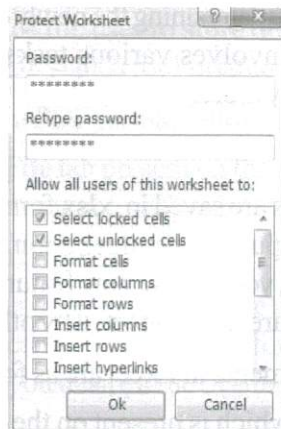 Protect Worksheet
Password:
********
Retype password:
********
Allow all users of this worksheet to:
Select locked cells
Select unlocked cells
Format cells
Format columns
Format rows
Insert columns
Insert rows
Insert hyperlinks
Ok
Cancel